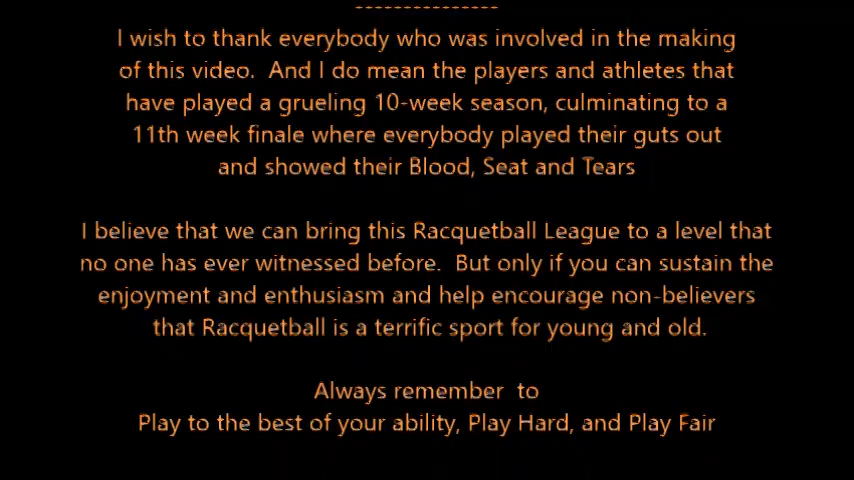 ---------------
I wish to thank everybody who was involved in the making
of this video.  And I do mean the players and athletes that
have played a grueling 10-week season, culminating to a
11th week finale where everybody played their guts out
and showed their Blood, Seat and Tears
I believe that we can bring this Racquetball League to a level that
no one has ever witnessed before.  But only if you can sustain the
enjoyment and enthusiasm and help encourage non-believers
that Racquetball is a terrific sport for young and old.
Always remember  to
Play to the best of your ability, Play Hard, and Play Fair